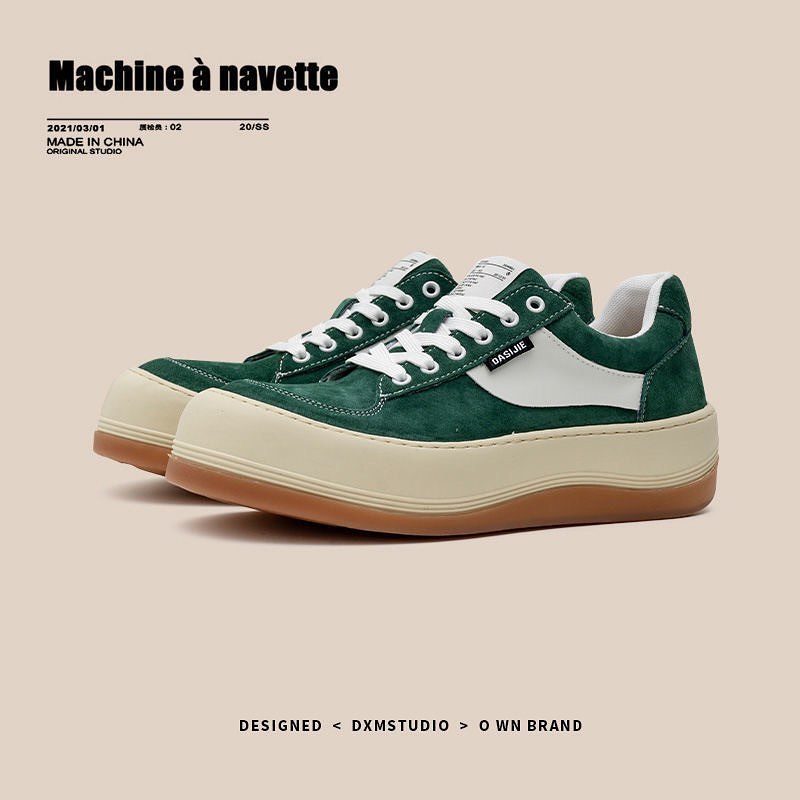 Machine à navette
2021/03/01 质检员：02 20/SS
MADE IN CHINA
ORIGINAL STUDIO
DASIJIE
DESIGNED < DXMSTUDIO > O WN BRAND